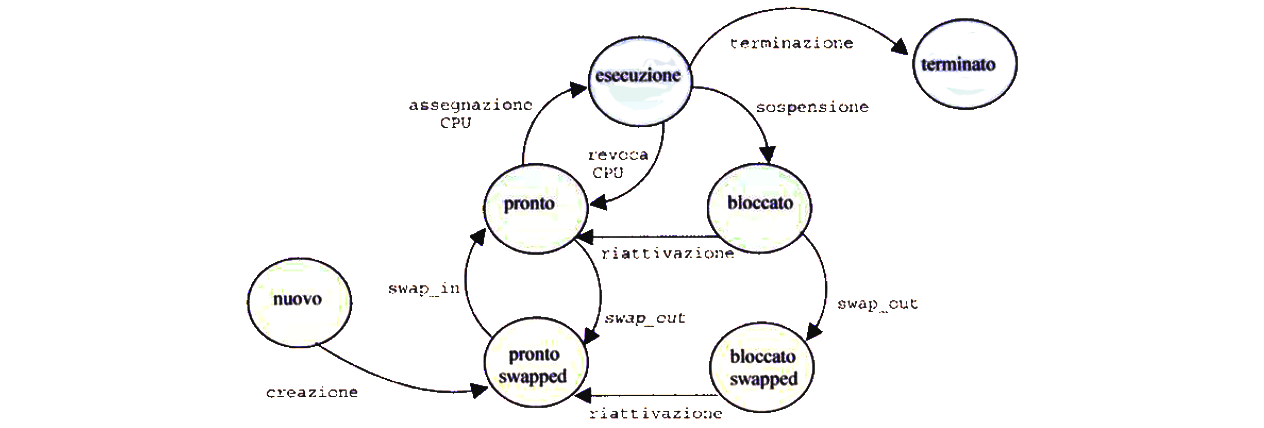 terminazione
esecuzione
terminato
assegnazione
CPU
sospensione
revoca
CPU
pronto
bloccato
riattivazione
swap_in
nuovo
swap_out
swap_out
pronto
swapped
bloccato
swapped
creazione
riattivazione